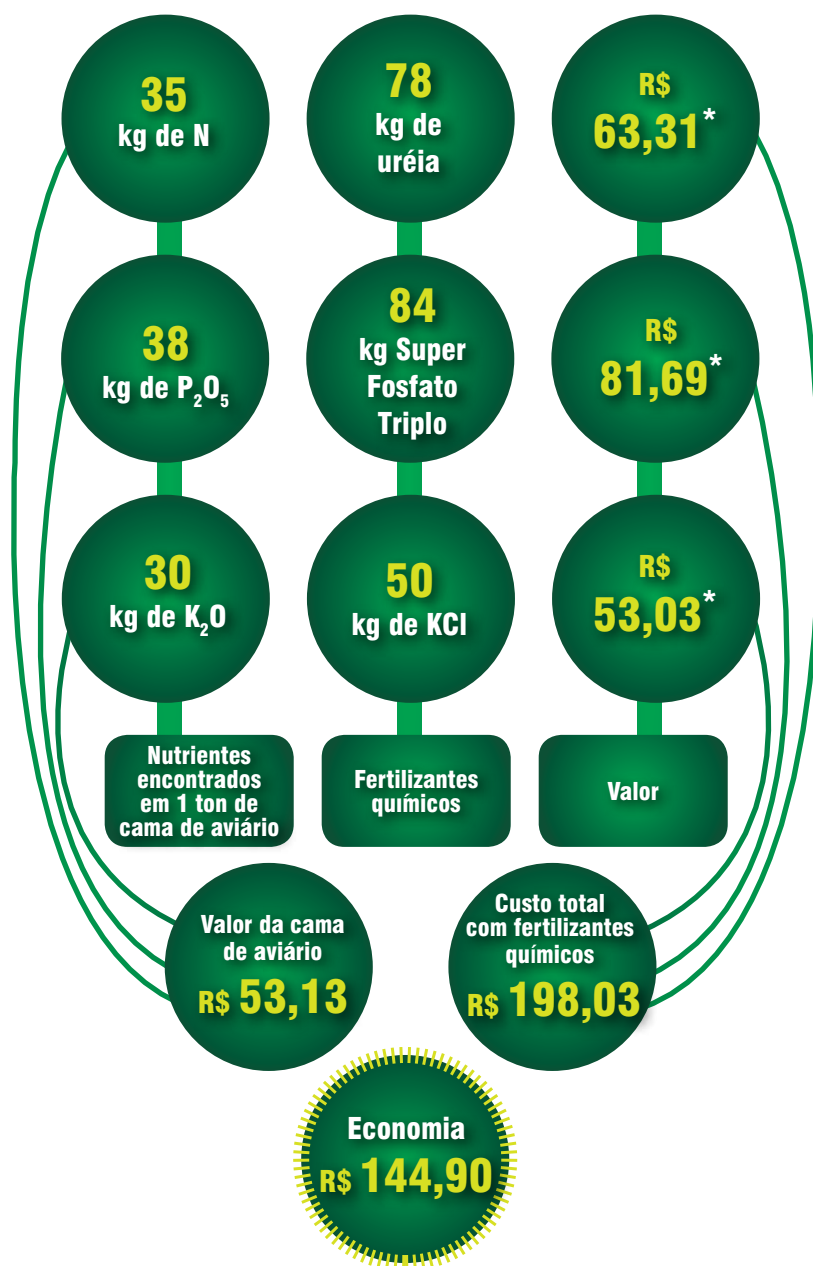 35
kg de N
78
kg de
uréia
R$
63,31*
38
kg de P₂O₅
84
kg Super
Fosfato
Triplo
R$
81,69*
30
kg de K₂O
50
kg de KCl
R$
53,03*
Nutrientes
encontrados
em 1 ton de
cama de aviário
Fertilizantes
químicos
Valor
Valor da cama
de aviário
R$ 53,13
Custo total
com fertilizantes
químicos
R$ 198,03
Economia
R$ 144,90